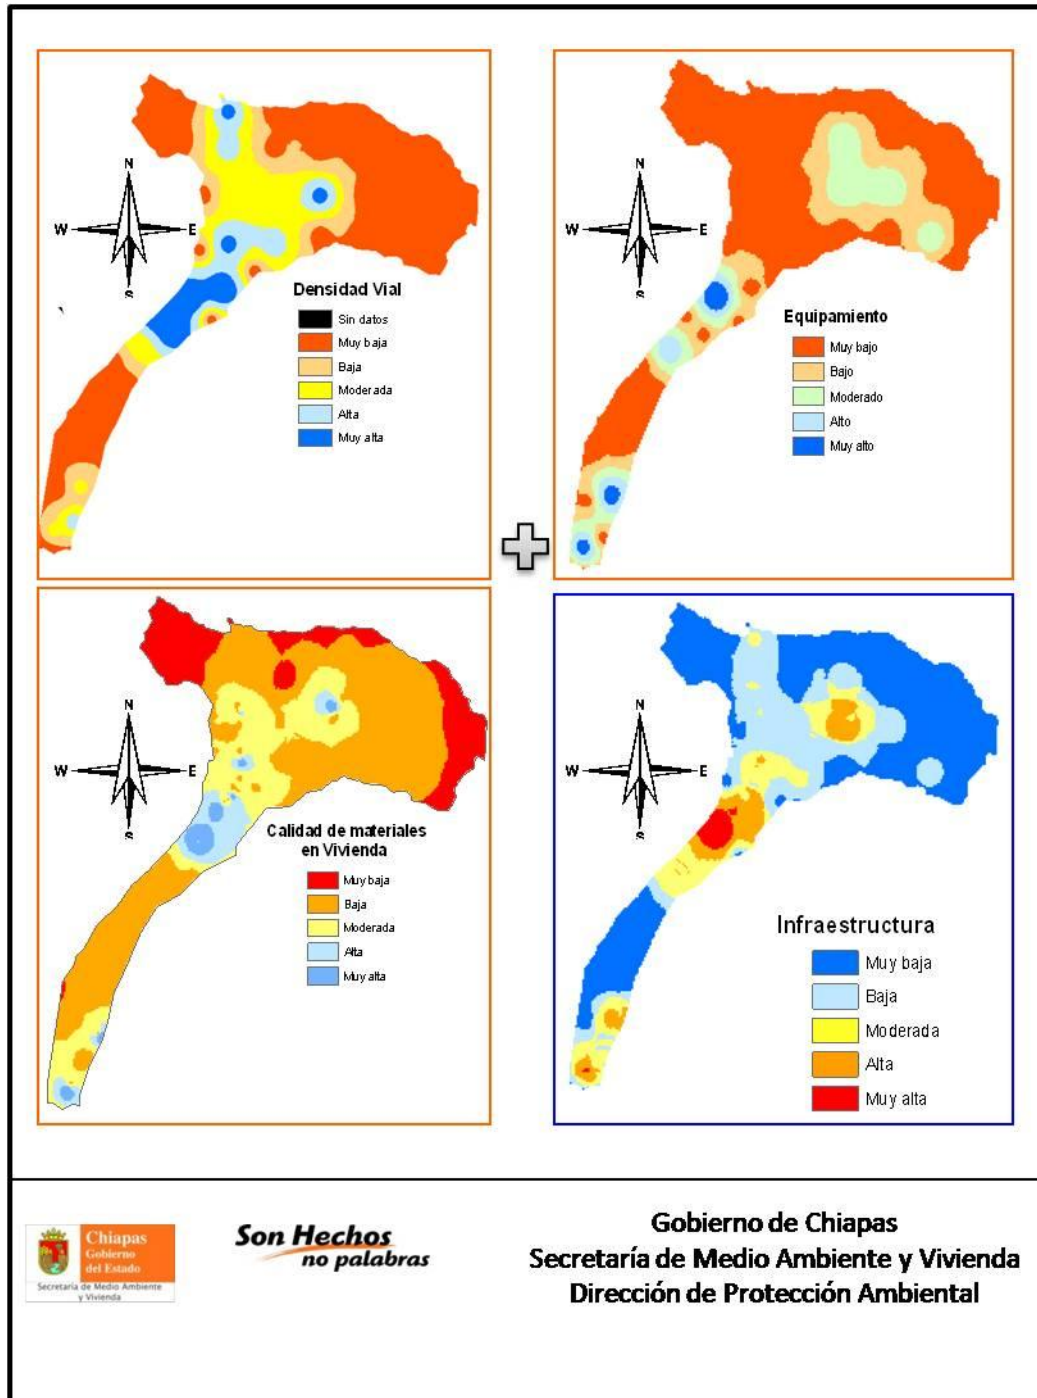 N
W
E
S
Densidad Vial
Sin datos
Muy baja
Baja
Moderada
Alta
Muy alta
N
W
E
S
Equipamiento
Muy bajo
Bajo
Moderado
Alto
Muy alto
N
W
E
S
Calidad de materiales
en Vivienda
Muy baja
Baja
Moderada
Alta
Muy alta
N
W
E
S
Infraestructura
Muy baja
Baja
Moderada
Alta
Muy alta
Chiapas
Gobierno
del Estado
Secretaría de Medio Ambiente
y Vivienda
Son Hechos
no palabras
Gobierno de Chiapas
Secretaría de Medio Ambiente y Vivienda
Dirección de Protección Ambiental